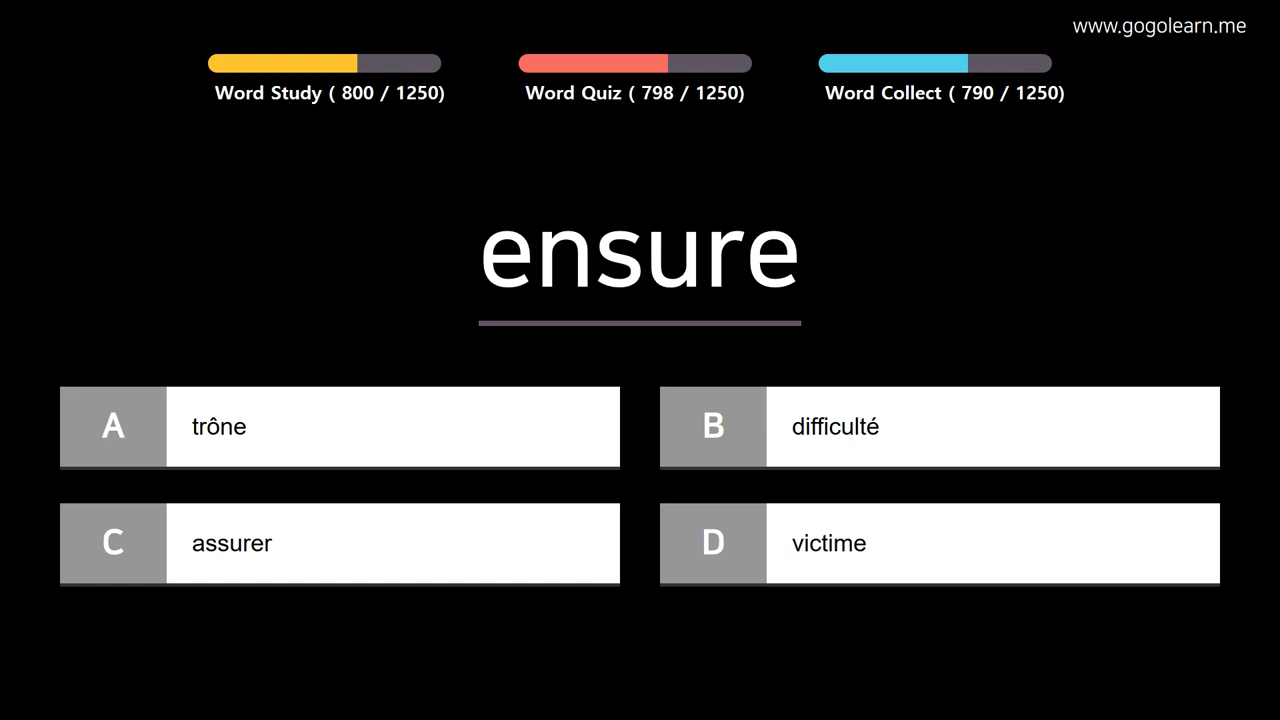 www.gogolearn.me
Word Study ( 800 / 1250)
Word Quiz ( 798 / 1250)
Word Collect ( 790 / 1250)
ensure
A trône
B difficulté
C assurer
D victime